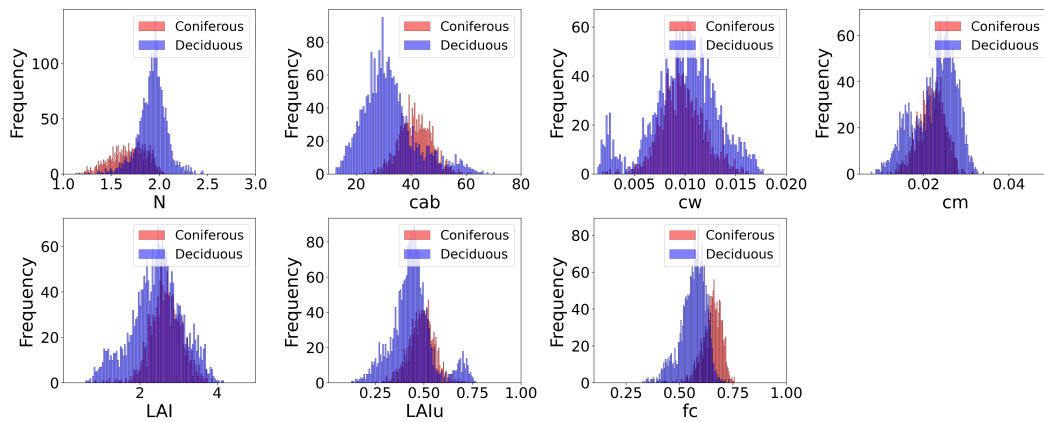 Coniferous
Deciduous
Frequency
100
50
0
1.0 1.5 2.0 2.5 3.0
N
Coniferous
Deciduous
Frequency
80
60
40
20
0
20 40 60 80
cab
Coniferous
Deciduous
Frequency
60
40
20
0
0.005 0.010 0.015 0.020
cw
Coniferous
Deciduous
Frequency
60
40
20
0
0.02 0.04
cm
Coniferous
Deciduous
Frequency
60
40
20
0
2 4
LAI
Coniferous
Deciduous
Frequency
80
60
40
20
0
0.25 0.50 0.75 1.00
LAIu
Coniferous
Deciduous
Frequency
80
60
40
20
0
0.25 0.50 0.75 1.00
fc